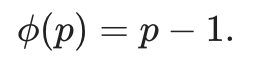 ϕ(p) = p − 1.